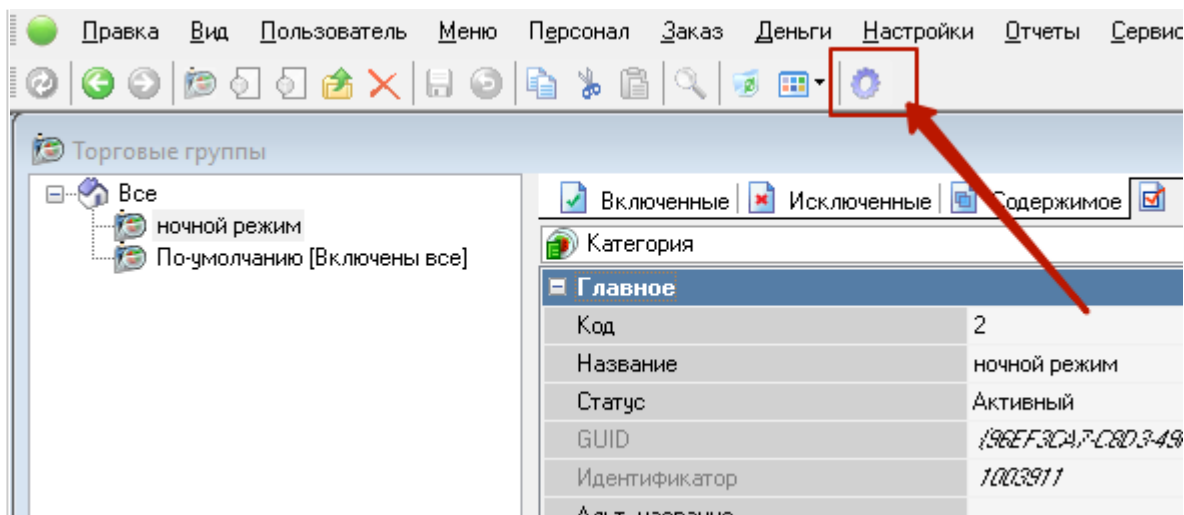 Правка Вид Пользователь Меню Персонал Заказ Деньги Настройки Отчеты Сервис
Торговые группы
Все
ночной режим
По-умолчанию [Включены все]
Включенные Исключенные Содержимое
Категория
Главное
Код 2
Название ночной режим
Статус Активный
GUID
Идентификатор 1003911